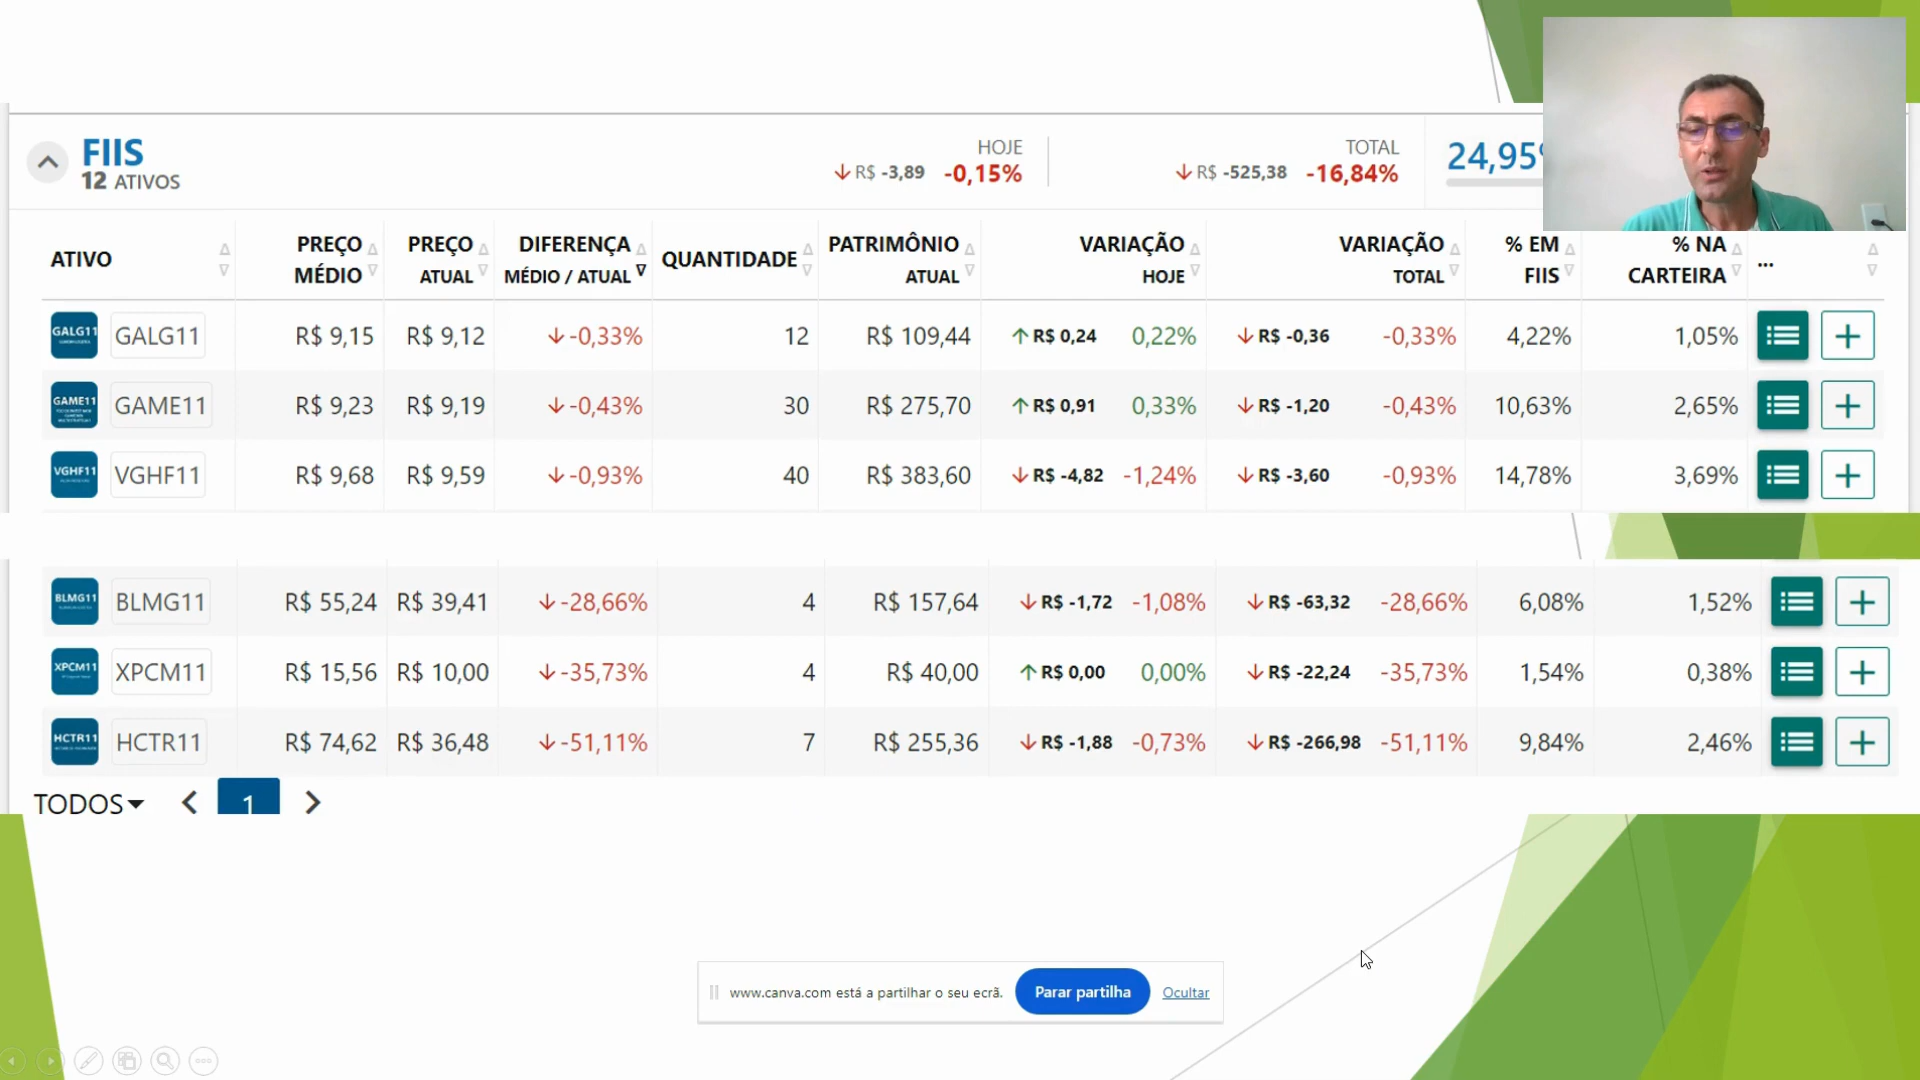 FIIS
12 ATIVOS
HOJE
R$ -3,89 -0,15%
TOTAL
R$ -525,38 -16,84%
24,95
ATIVO PREÇO MÉDIO PREÇO ATUAL DIFERENÇA MÉDIO / ATUAL QUANTIDADE PATRIMÔNIO ATUAL VARIAÇÃO HOJE VARIAÇÃO TOTAL % EM FIIS % NA CARTEIRA ...
GALG11 GALG11 R$ 9,15 R$ 9,12 -0,33% 12 R$ 109,44 R$ 0,24 0,22% R$ -0,36 -0,33% 4,22% 1,05%
GAME11 GAME11 R$ 9,23 R$ 9,19 -0,43% 30 R$ 275,70 R$ 0,91 0,33% R$ -1,20 -0,43% 10,63% 2,65%
VGHF11 VGHF11 R$ 9,68 R$ 9,59 -0,93% 40 R$ 383,60 R$ -4,82 -1,24% R$ -3,60 -0,93% 14,78% 3,69%
BLMG11 BLMG11 R$ 55,24 R$ 39,41 -28,66% 4 R$ 157,64 R$ -1,72 -1,08% R$ -63,32 -28,66% 6,08% 1,52%
XPCM11 XPCM11 R$ 15,56 R$ 10,00 -35,73% 4 R$ 40,00 R$ 0,00 0,00% R$ -22,24 -35,73% 1,54% 0,38%
HCTR11 HCTR11 R$ 74,62 R$ 36,48 -51,11% 7 R$ 255,36 R$ -1,88 -0,73% R$ -266,98 -51,11% 9,84% 2,46%
TODOS 1
www.canva.com está a partilhar o seu ecrã. Parar partilha Ocultar